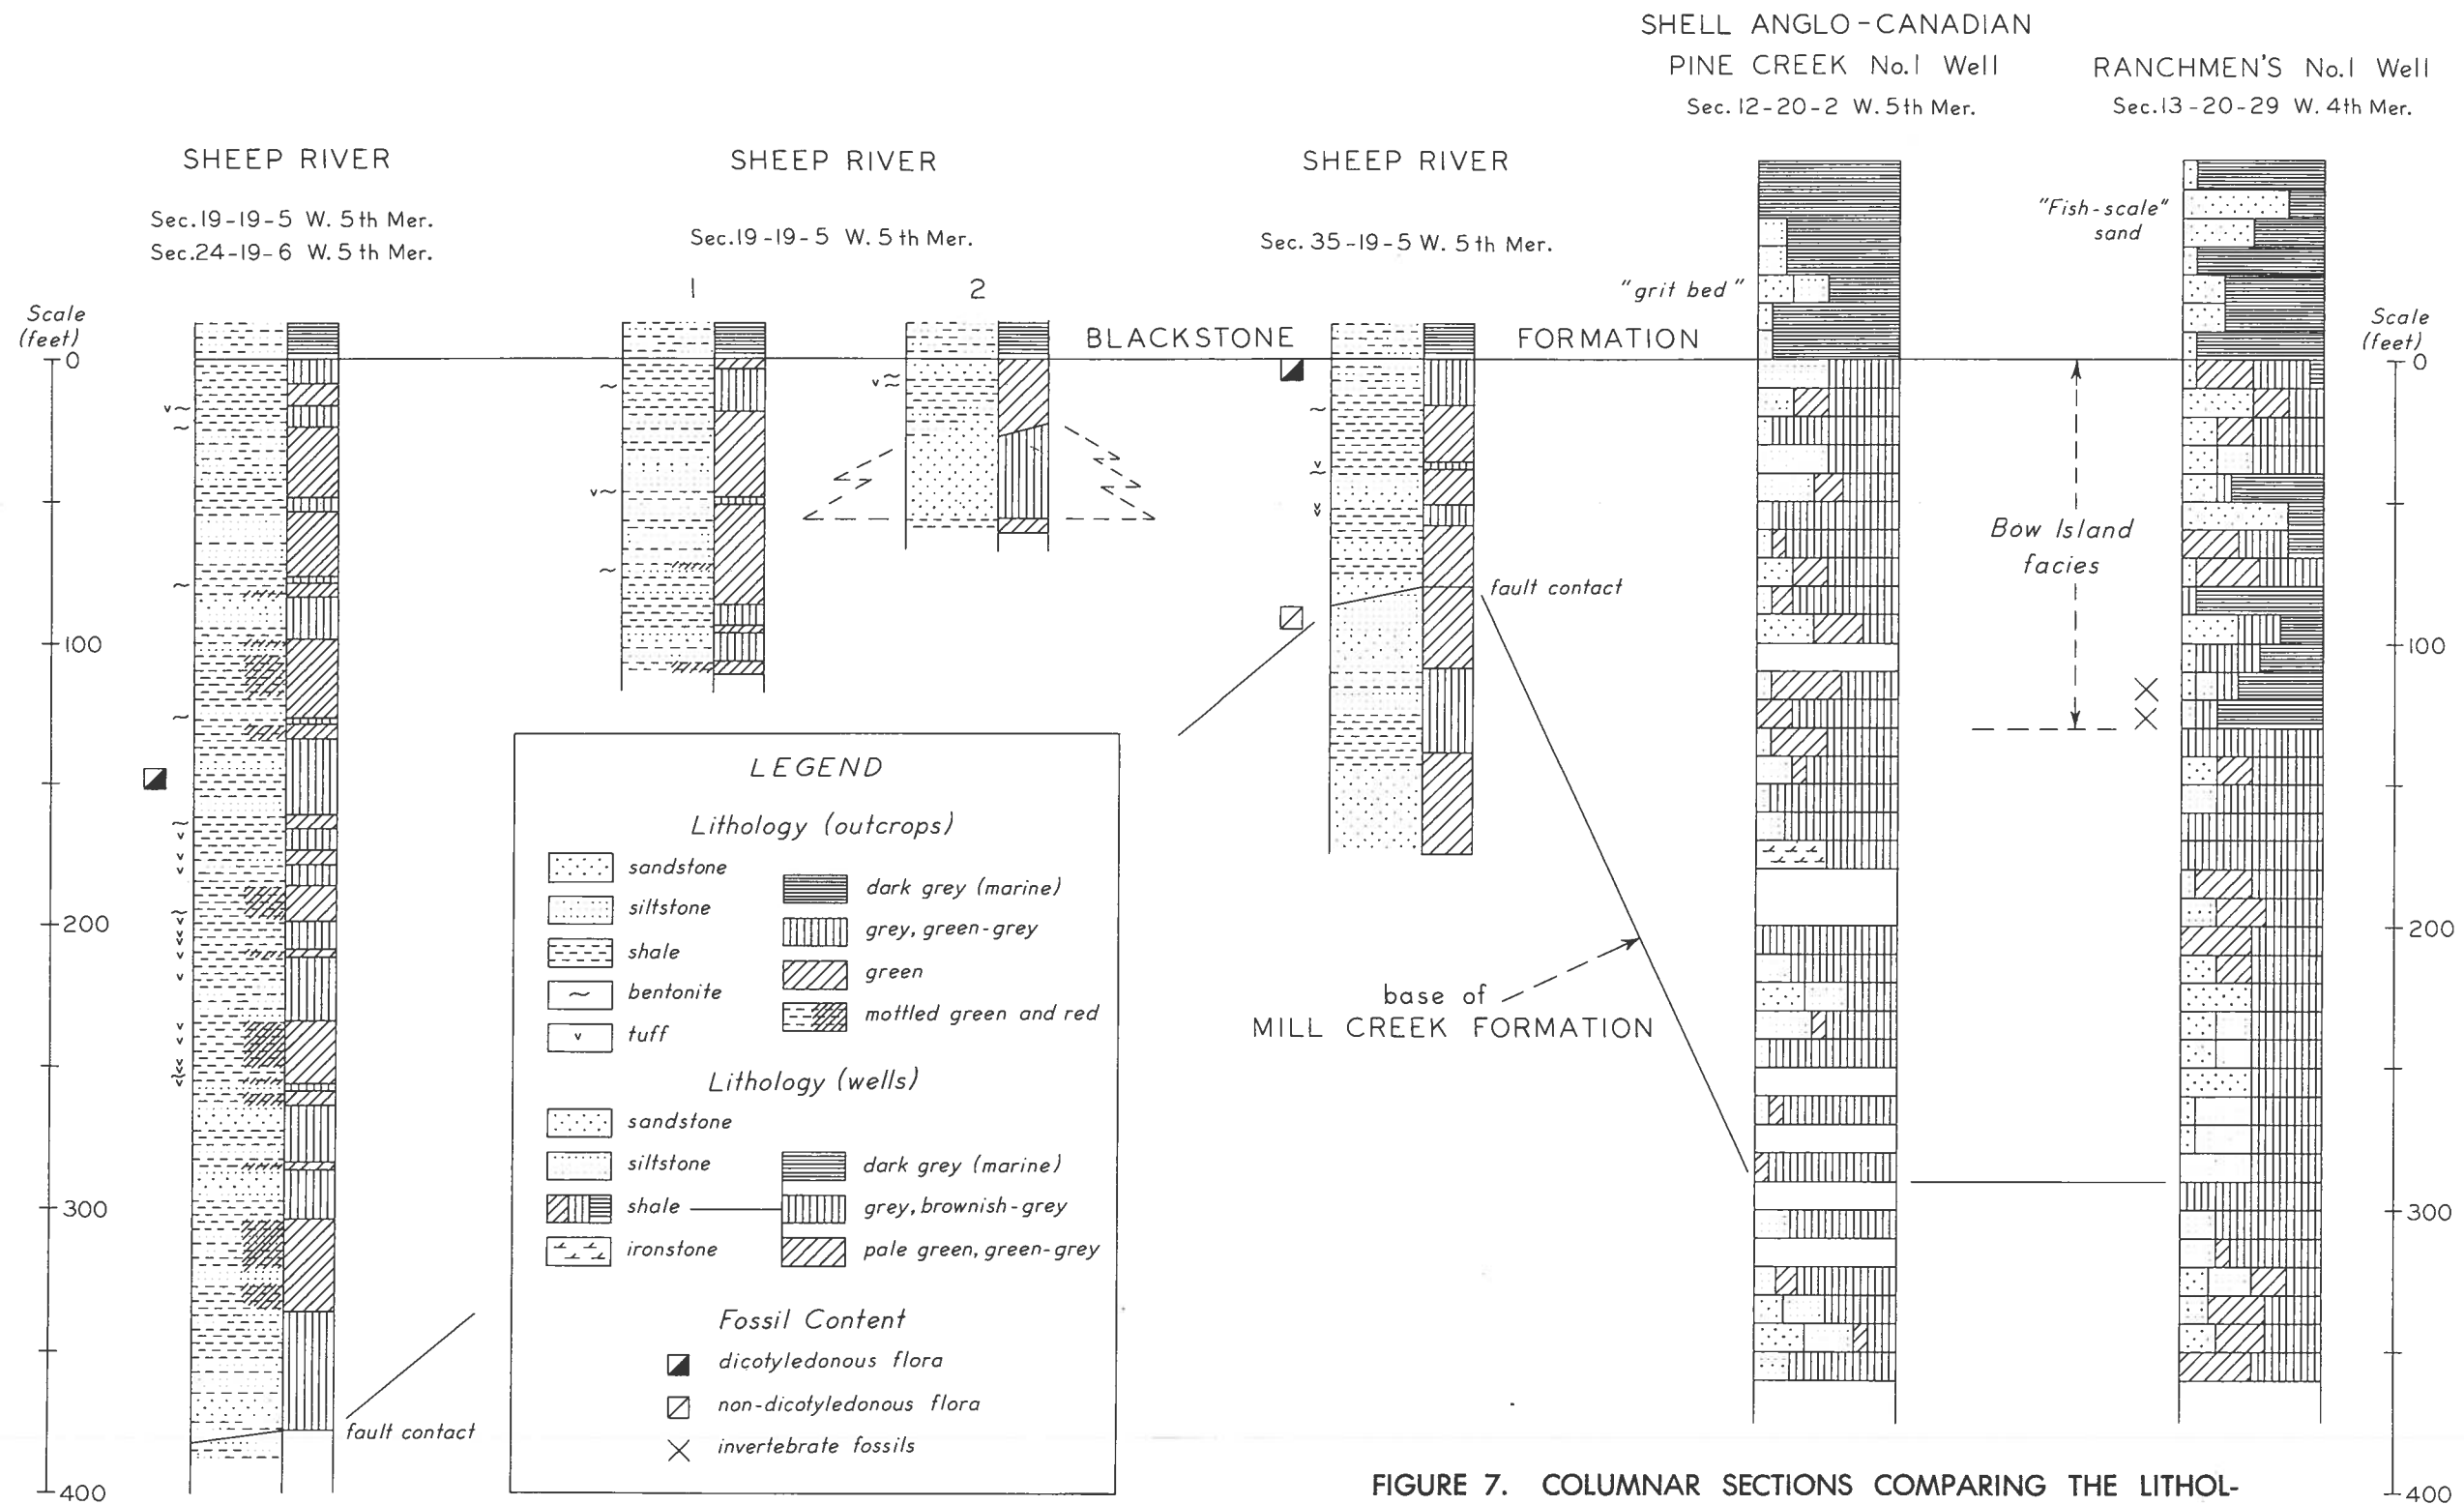 SHELL ANGLO-CANADIAN
PINE CREEK No.1 Well
Sec.12-20-2 W.5th Mer.
RANCHMEN'S No.1 Well
Sec.13-20-29 W.4th Mer.
SHEEP RIVER
Sec.19-19-5 W.5th Mer.
Sec.24-19-6 W.5th Mer.
SHEEP RIVER
Sec.19-19-5 W.5th Mer.
1
2
SHEEP RIVER
Sec.35-19-5 W.5th Mer.
"Fish-scale"
sand
"grit bed"
Scale
(feet)
0
100
200
300
400
BLACKSTONE FORMATION
Scale
(feet)
0
100
200
300
400
Bow Island
facies
fault contact
base of
MILL CREEK FORMATION
fault contact
LEGEND
Lithology (outcrops)
sandstone
siltstone
shale
bentonite
tuff
dark grey (marine)
grey, green-grey
green
mottled green and red
Lithology (wells)
sandstone
siltstone
shale
ironstone
dark grey (marine)
grey, brownish-grey
pale green, green-grey
Fossil Content
dicotyledonous flora
non-dicotyledonous flora
invertebrate fossils
FIGURE 7. COLUMNAR SECTIONS COMPARING THE LITHOL-